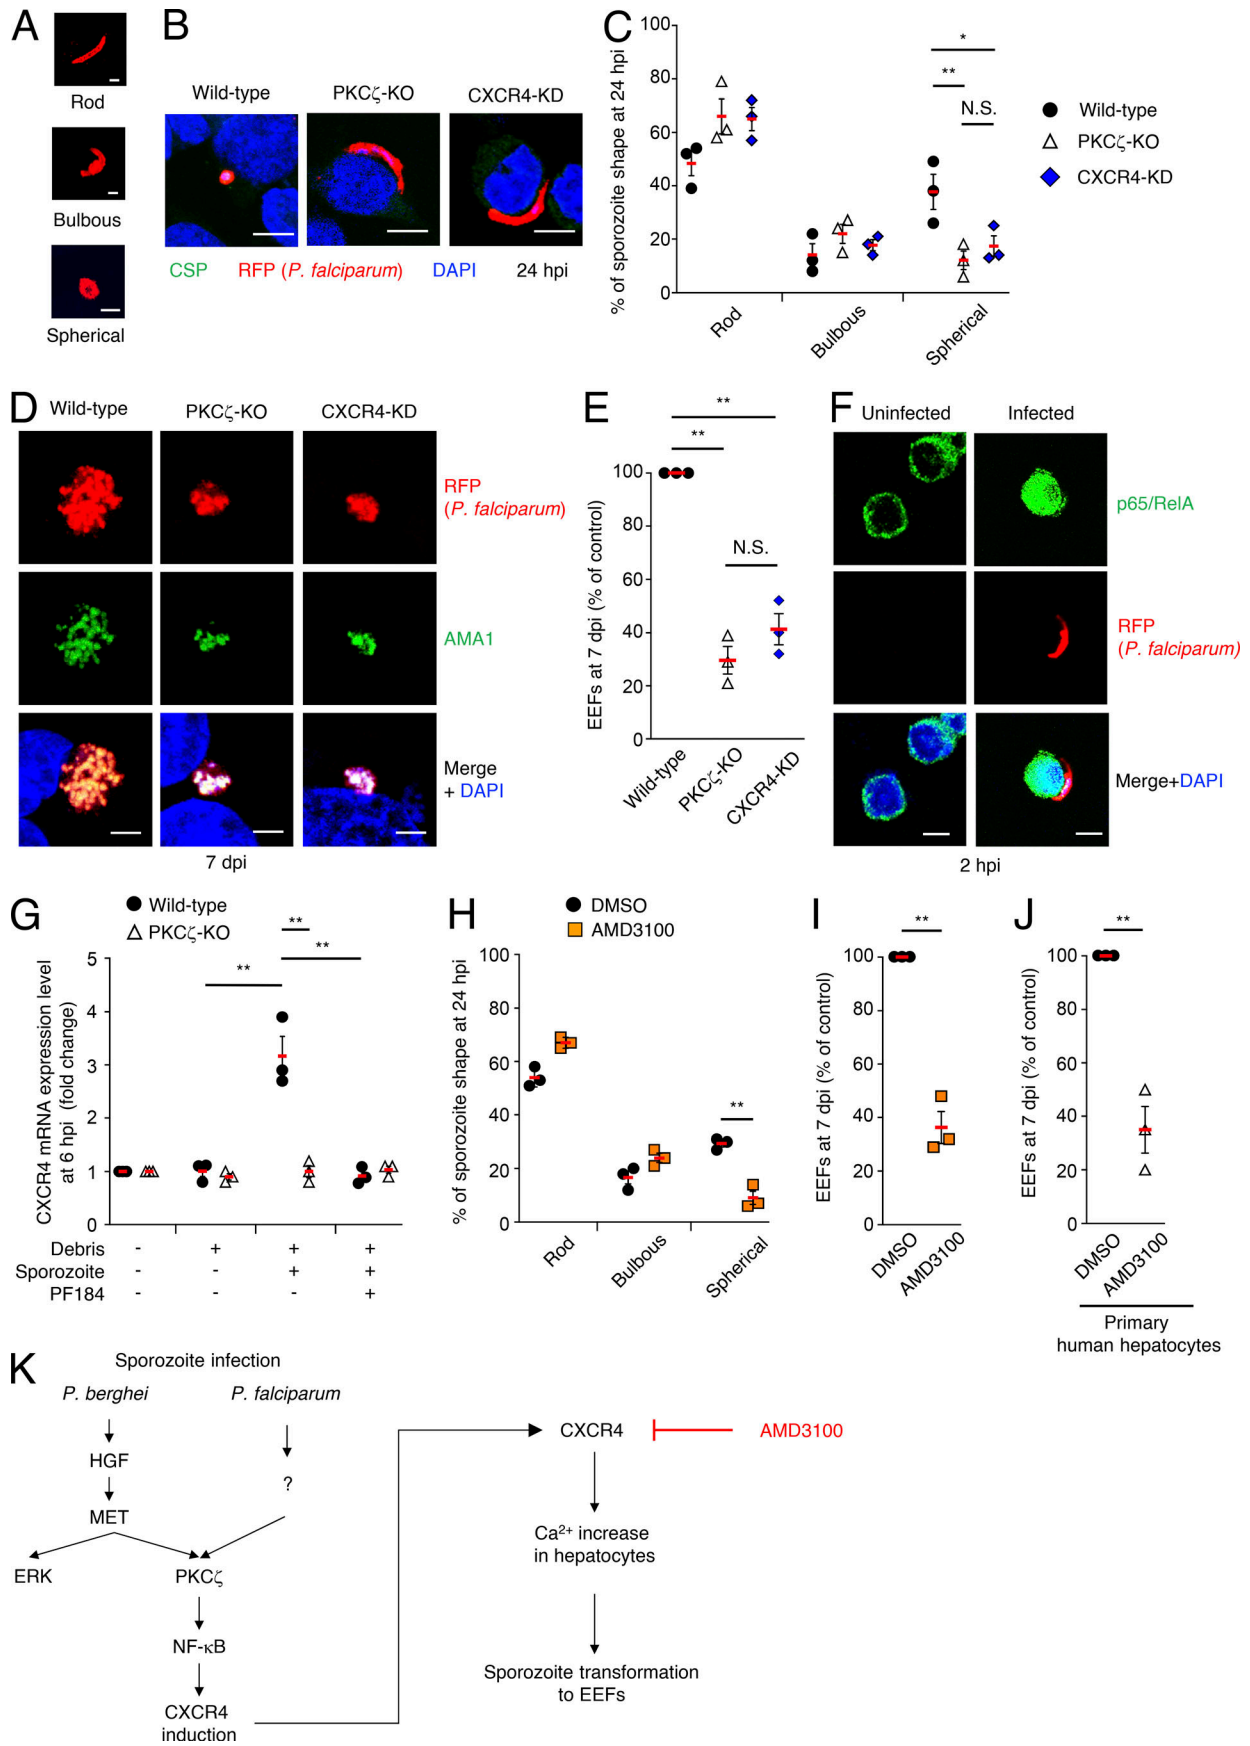 A
Rod
Bulbous
Spherical
B
Wild-type
PKCζ-KO
CXCR4-KD
CSP
RFP (P. falciparum)
DAPI
24 hpi
C
% of sporozoite shape at 24 hpi
100
80
60
40
20
0
Rod
Bulbous
Spherical
*
**
N.S.
Wild-type
PKCζ-KO
CXCR4-KD
D
Wild-type
PKCζ-KO
CXCR4-KD
RFP
(P. falciparum)
AMA1
Merge
+ DAPI
7 dpi
E
EEFs at 7 dpi (% of control)
100
80
60
40
20
0
**
**
N.S.
Wild-type
PKCζ-KO
CXCR4-KD
F
Uninfected
Infected
p65/RelA
RFP
(P. falciparum)
Merge+DAPI
2 hpi
G
Wild-type
PKCζ-KO
CXCR4 mRNA expression level
at 6 hpi (fold change)
5
4
3
2
1
0
**
**
**
Debris - + + +
Sporozoite - - + +
PF184 - - - +
H
DMSO
AMD3100
% of sporozoite shape at 24 hpi
100
80
60
40
20
0
**
Rod
Bulbous
Spherical
I
EEFs at 7 dpi (% of control)
100
80
60
40
20
0
**
DMSO
AMD3100
J
EEFs at 7 dpi (% of control)
100
80
60
40
20
0
**
DMSO
AMD3100
Primary
human hepatocytes
K
Sporozoite infection
P. berghei
P. falciparum
HGF
?
MET
ERK
PKCζ
NF-κB
CXCR4
induction
CXCR4
AMD3100
Ca²⁺ increase
in hepatocytes
Sporozoite transformation
to EEFs